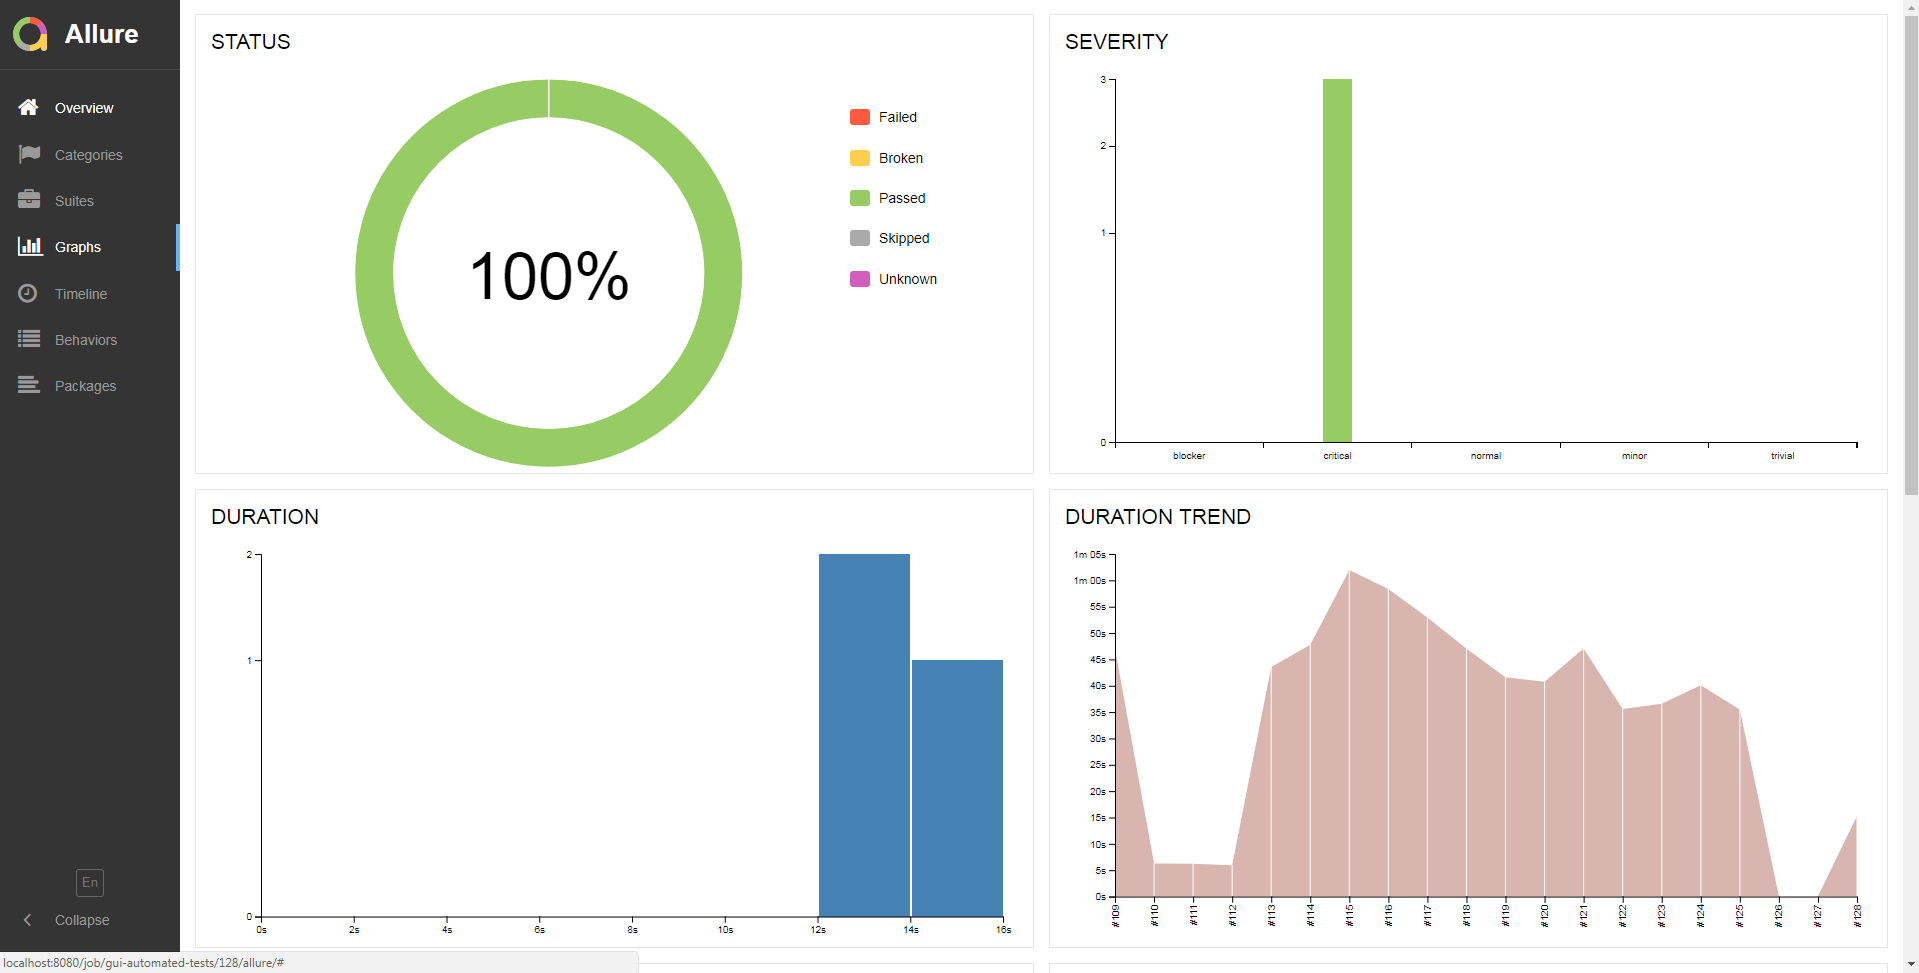 Allure
Overview
Categories
Suites
Graphs
Timeline
Behaviors
Packages
En
Collapse
STATUS
100%
Failed
Broken
Passed
Skipped
Unknown
SEVERITY
3
2
1
0
blocker critical normal minor trivial
DURATION
2
1
0
0s 2s 4s 6s 8s 10s 12s 14s 16s
DURATION TREND
1m 05s
1m 00s
55s
50s
45s
40s
35s
30s
25s
20s
15s
10s
5s
0s
#109 #110 #111 #112 #113 #114 #115 #116 #117 #118 #119 #120 #121 #122 #123 #124 #125 #126 #127 #128
localhost:8080/job/gui-automated-tests/128/allure/#